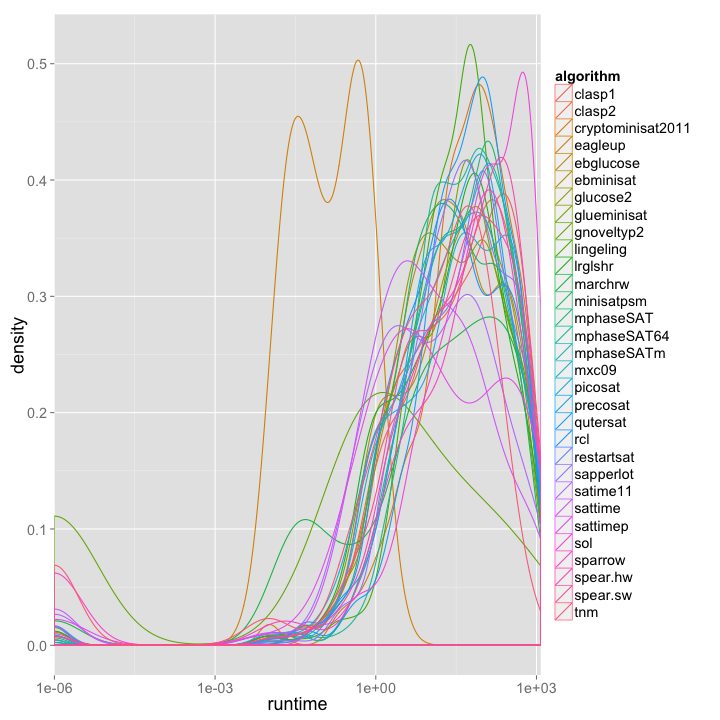 algorithm
clasp1
clasp2
cryptominisat2011
eagleup
ebglucose
ebminisat
glucose2
glueminisat
gnoveltyp2
lingeling
lrglshr
marchrw
minisatpsm
mphaseSAT
mphaseSAT64
mphaseSATm
mxc09
picosat
precosat
qutersat
rcl
restartsat
sapperlot
satime11
sattime
sattimep
sol
sparrow
spear.hw
spear.sw
tnm
density
0.5
0.4
0.3
0.2
0.1
0.0
1e-06 1e-03 1e+00 1e+03
runtime